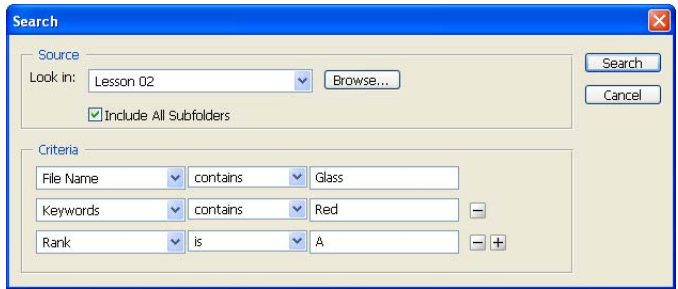 Search
Source
Look in: Lesson 02 Browse... Search
Include All Subfolders Cancel
Criteria
File Name contains Glass
Keywords contains Red
Rank is A